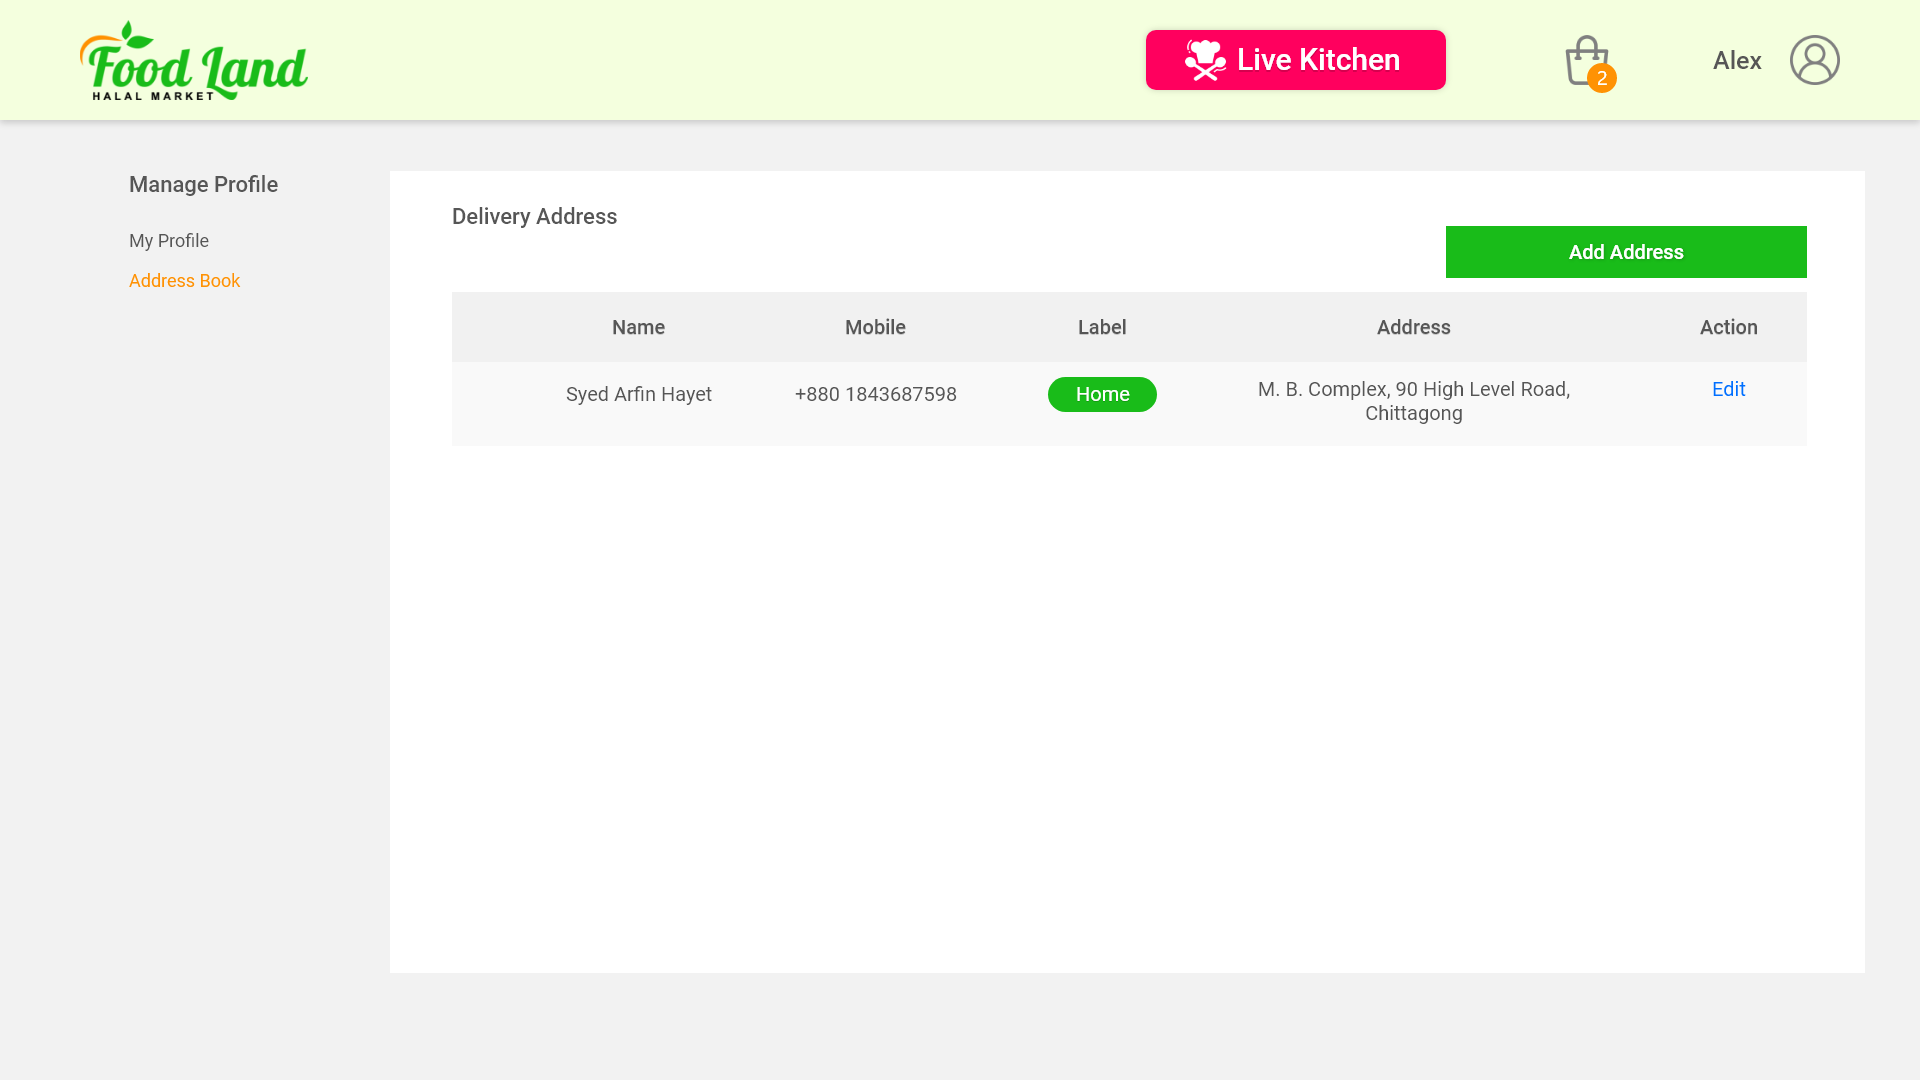 Food Land
HALAL MARKET
Live Kitchen
2
Alex
Manage Profile
My Profile
Address Book
Delivery Address
Add Address
Name Mobile Label Address Action
Syed Arfin Hayet +880 1843687598 Home M. B. Complex, 90 High Level Road, Edit
Chittagong